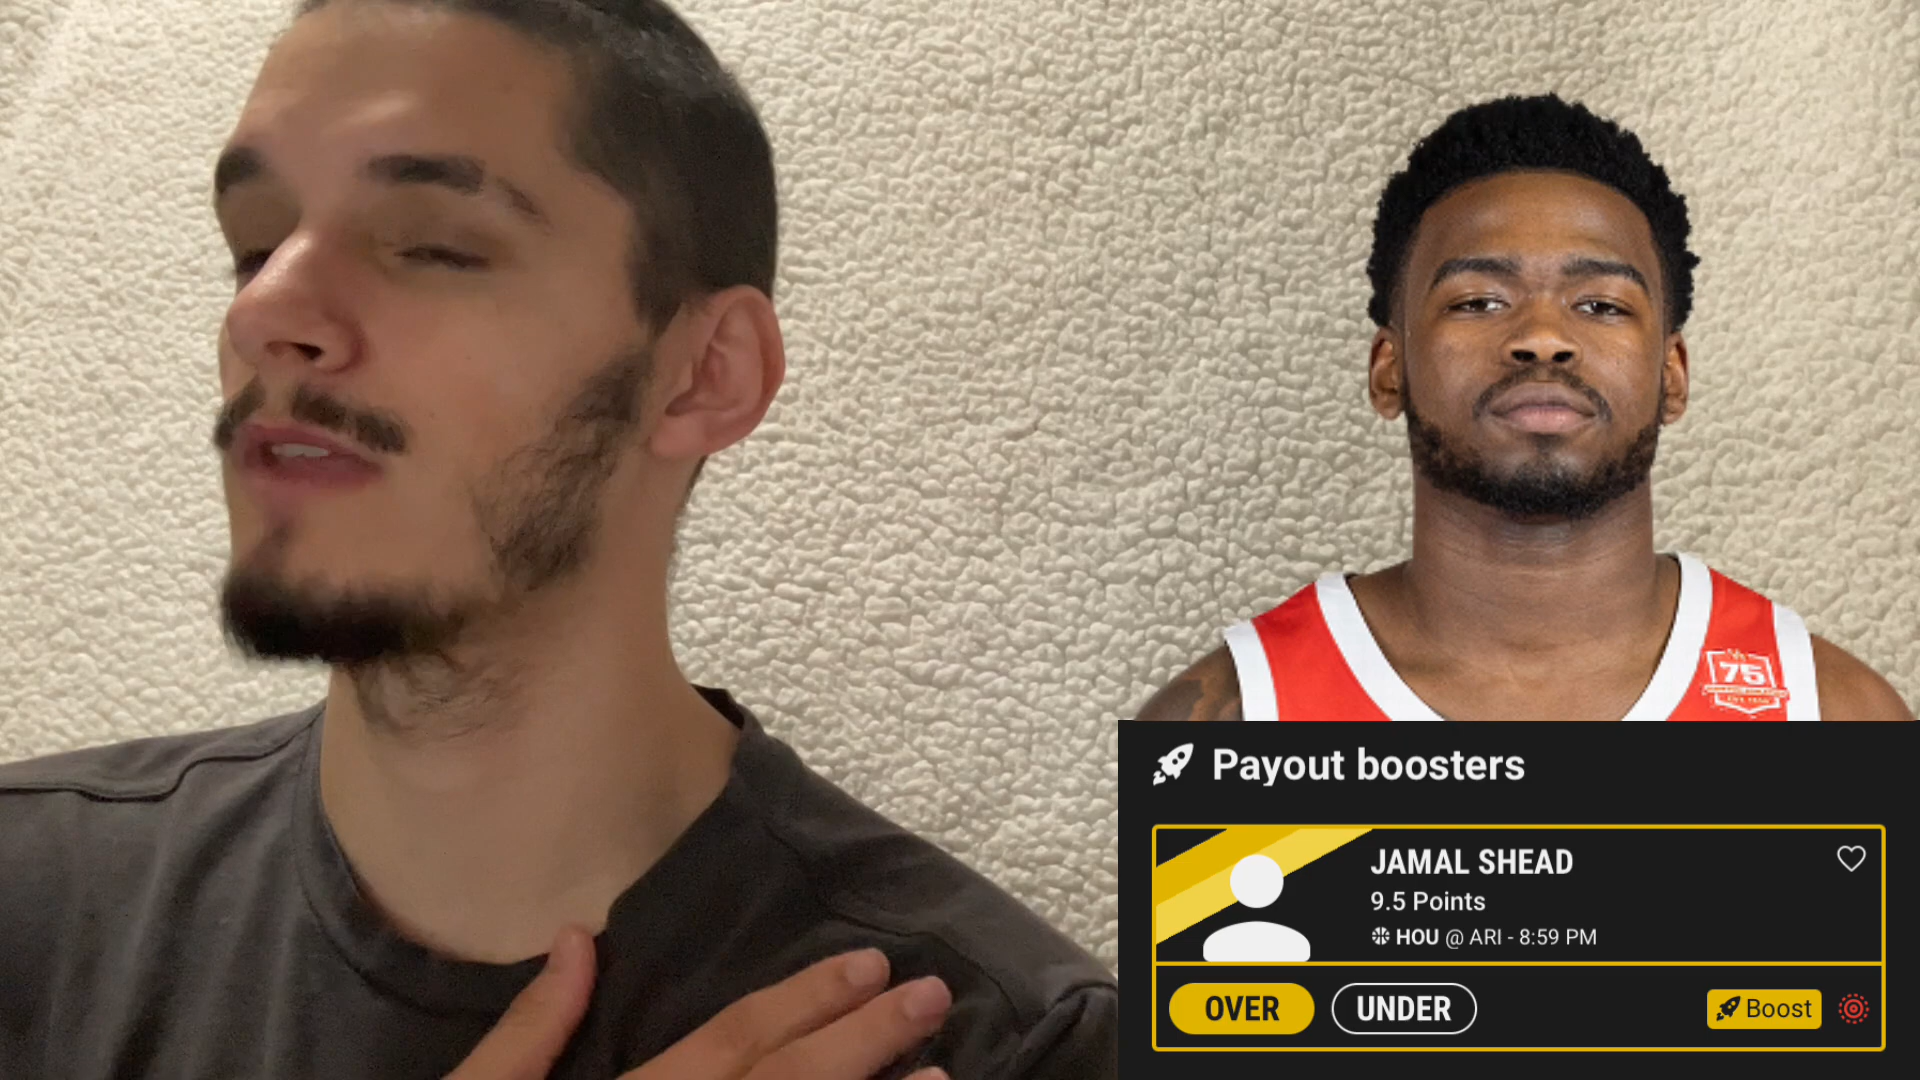 75
Payout boosters
JAMAL SHEAD
9.5 Points
HOU @ ARI - 8:59 PM
OVER
UNDER
Boost